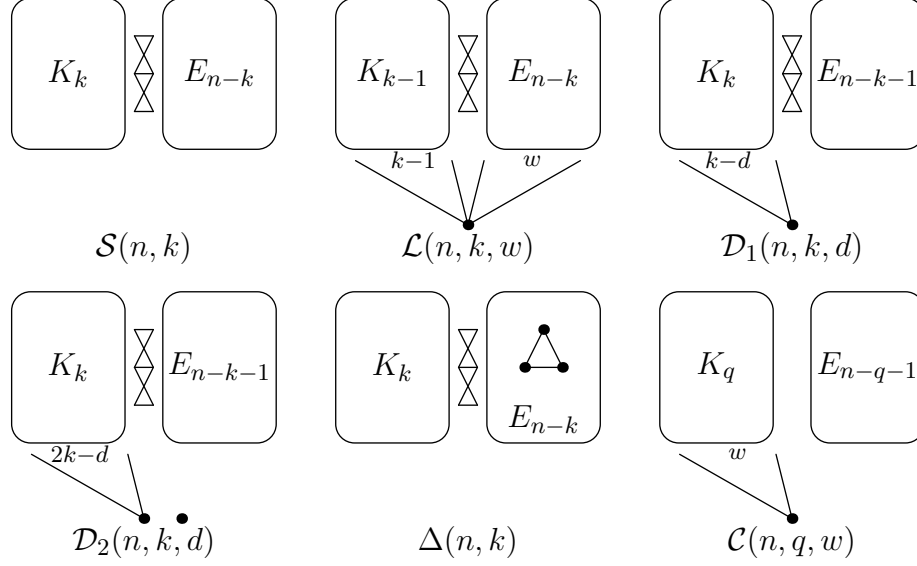 K_k E_{n−k} K_{k−1} E_{n−k} K_k E_{n−k−1}
k−1 w k−d
𝒮(n, k) ℒ(n, k, w) 𝒟_1(n, k, d)
K_k E_{n−k−1} K_k E_{n−k} K_q E_{n−q−1}
2k−d w
𝒟_2(n, k, d) Δ(n, k) 𝒞(n, q, w)